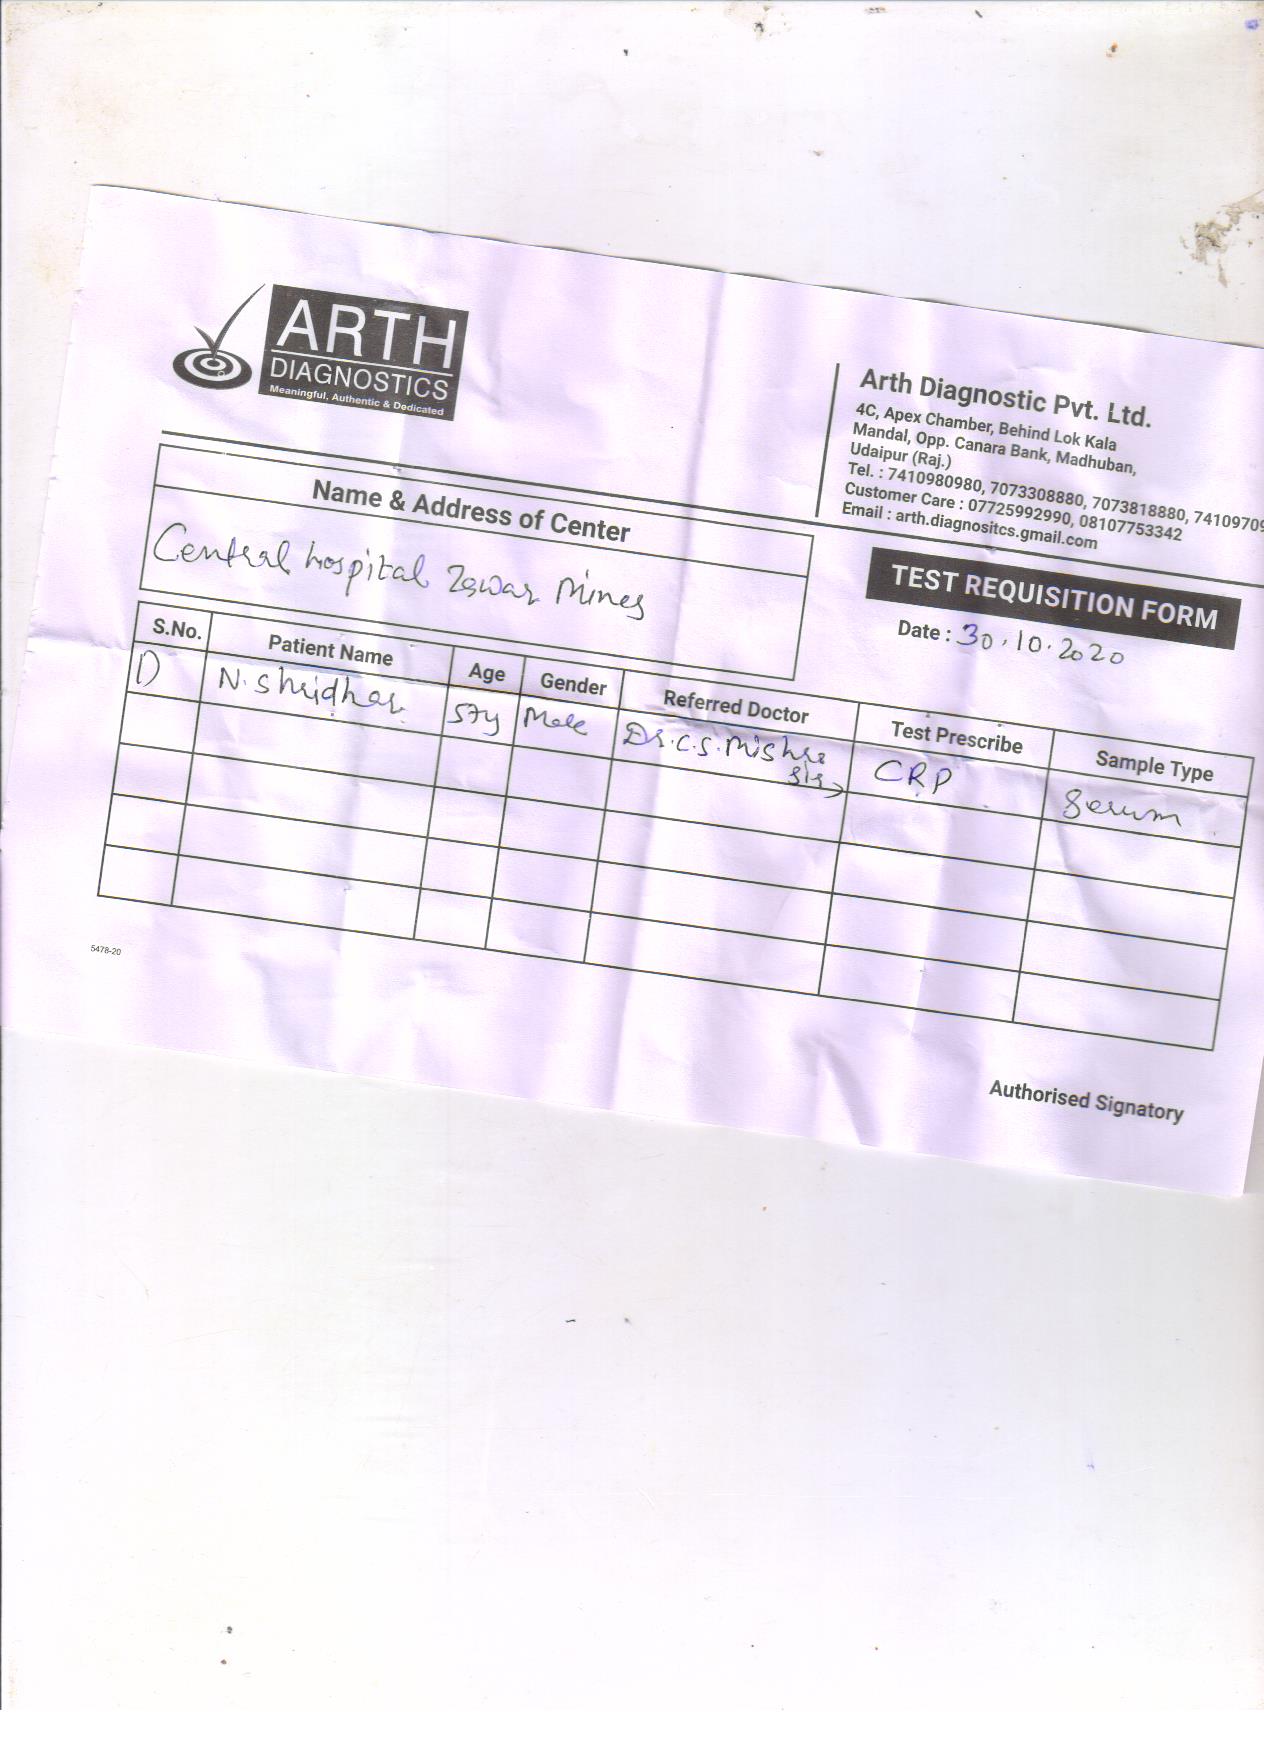 ARTH
DIAGNOSTICS
Meaningful, Authentic & Dedicated
Arth Diagnostic Pvt. Ltd.
4C, Apex Chamber, Behind Lok Kala
Mandal, Opp. Canara Bank, Madhuban,
Udaipur (Raj.)
Tel. : 7410980980, 7073308880, 7073818880, 74109709
Customer Care : 07725992990, 08107753342
Email : arth.diagnositcs.gmail.com
Name & Address of Center
Central hospital Zawar Mines
TEST REQUISITION FORM
Date : 30.10.2020
S.No. Patient Name Age Gender Referred Doctor Test Prescribe Sample Type
1) N. Shridhar 57y Male Dr. C.S. Mishra Sir CRP Serum
5478-20
Authorised Signatory